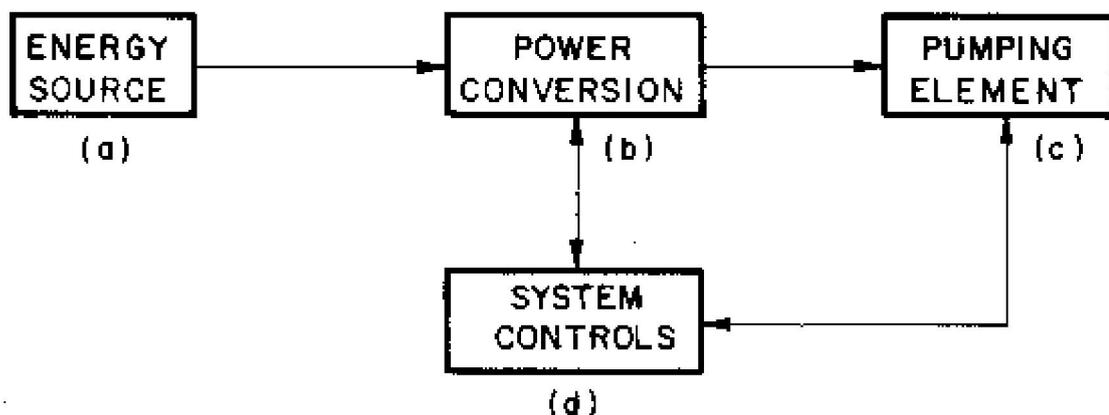 ENERGY
SOURCE
(a)
POWER
CONVERSION
(b)
PUMPING
ELEMENT
(c)
SYSTEM
CONTROLS
(d)